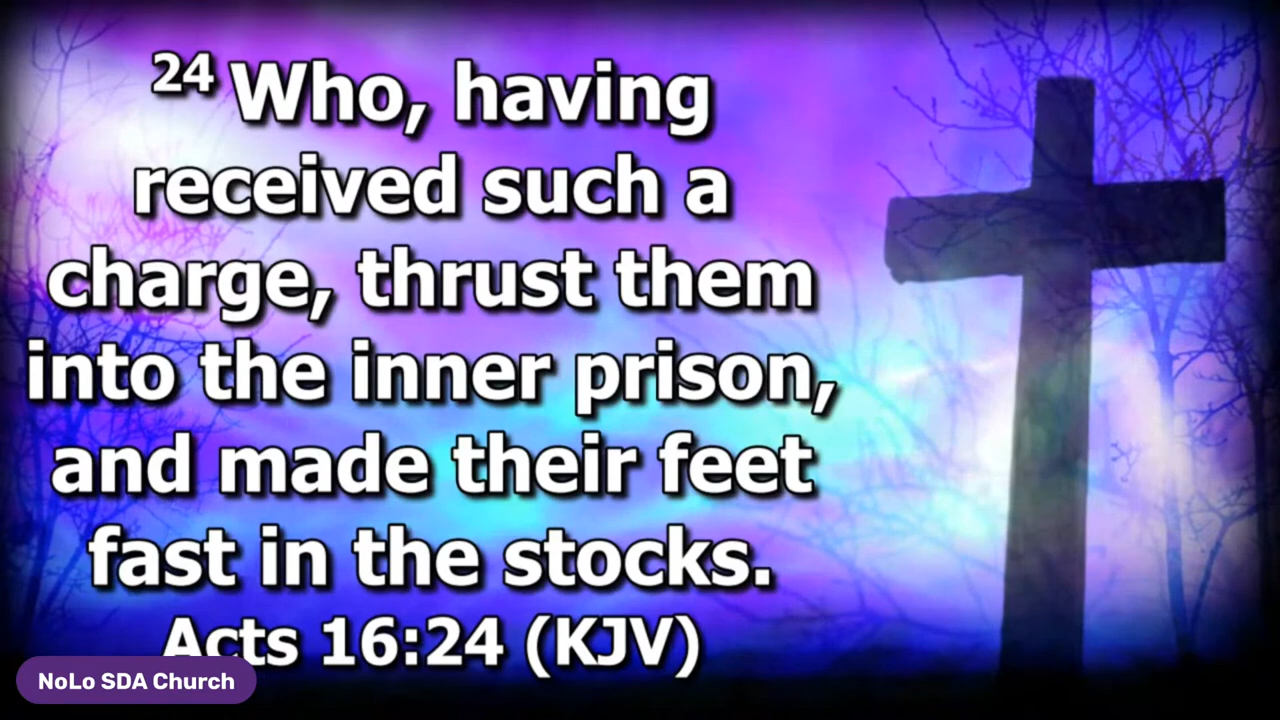 24 Who, having
received such a
charge, thrust them
into the inner prison,
and made their feet
fast in the stocks.
Acts 16:24 (KJV)
NoLo SDA Church